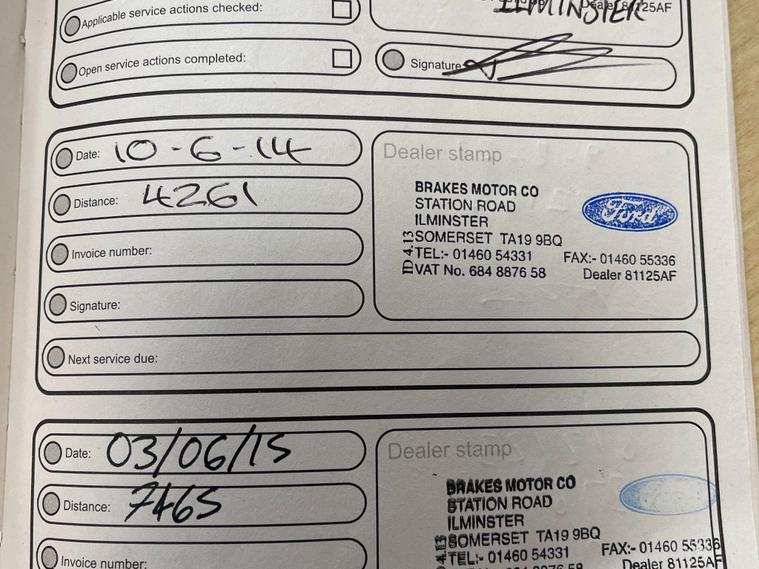 Applicable service actions checked:
ILMINSTER
Dealer 81125AF
Open service actions completed:
Signature
Date: 10-6-14
Distance: 4261
Invoice number:
Signature:
Next service due:
Dealer stamp
BRAKES MOTOR CO
STATION ROAD
ILMINSTER
SOMERSET TA19 9BQ
TEL:- 01460 54331 FAX:- 01460 55336
VAT No. 684 8876 58 Dealer 81125AF
ID 4.13
Ford
Date: 03/06/15
Distance: 7465
Invoice number:
Dealer stamp
BRAKES MOTOR CO
STATION ROAD
ILMINSTER
SOMERSET TA19 9BQ
TEL:- 01460 54331 FAX:- 01460 55336
Dealer 81125AF